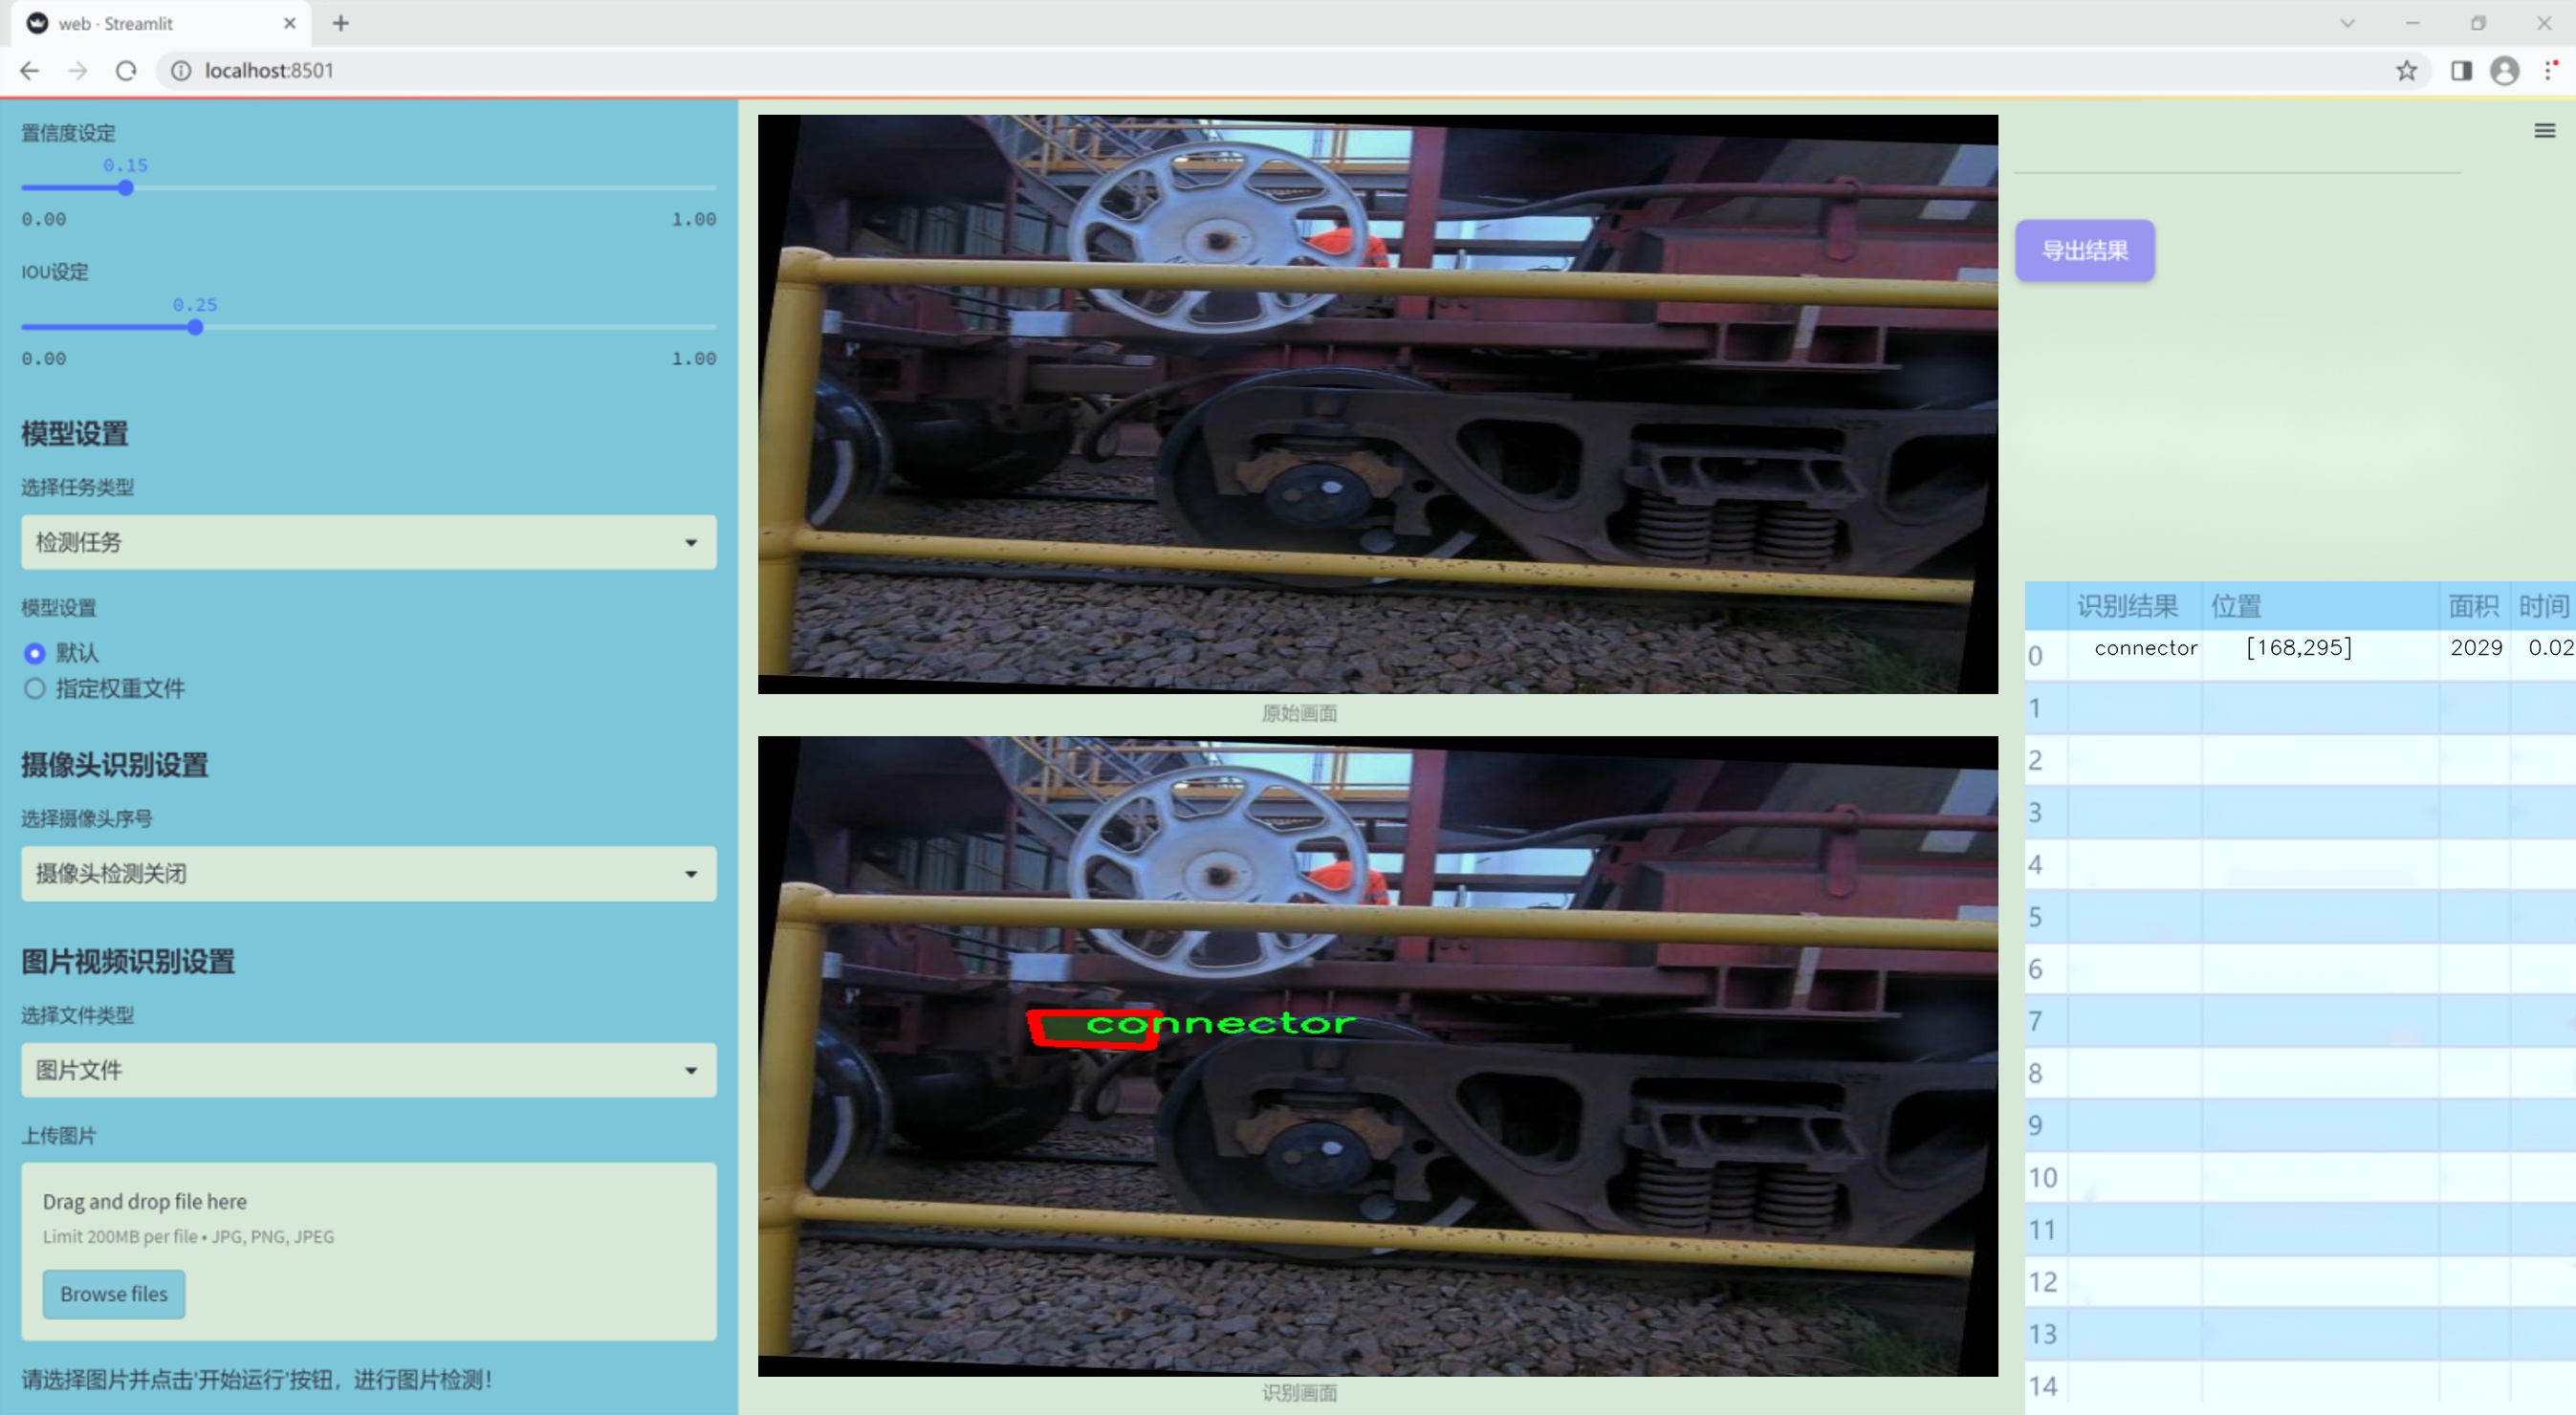 web · Streamlit
localhost:8501
置信度设定
0.15
0.00 1.00
IOU设定
0.25
0.00 1.00
模型设置
选择任务类型
检测任务
模型设置
默认
指定权重文件
摄像头识别设置
选择摄像头序号
摄像头检测关闭
图片视频识别设置
选择文件类型
图片文件
上传图片
Drag and drop file here
Limit 200MB per file • JPG, PNG, JPEG
Browse files
请选择图片并点击'开始运行'按钮，进行图片检测!
原始画面
connector
识别画面
导出结果
识别结果 位置 面积 时间
0 connector [168,295] 2029 0.02
1
2
3
4
5
6
7
8
9
10
11
12
13
14